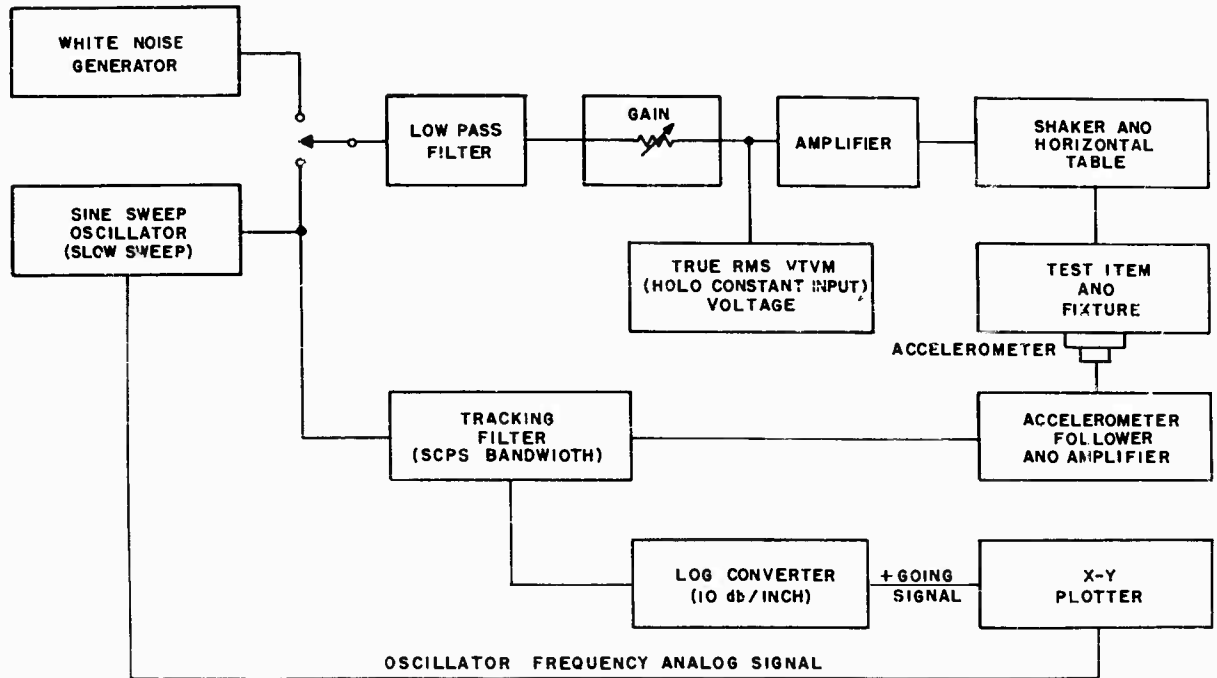 WHITE NOISE
GENERATOR
LOW PASS
FILTER
GAIN
AMPLIFIER
SHAKER AND
HORIZONTAL
TABLE
SINE SWEEP
OSCILLATOR
(SLOW SWEEP)
TRUE RMS VTVM
(HOLO CONSTANT INPUT)
VOLTAGE
TEST ITEM
AND
FIXTURE
ACCELEROMETER
TRACKING
FILTER
(SCPS BANDWIOTH)
ACCELEROMETER
FOLLOWER
ANO AMPLIFIER
LOG CONVERTER
(10 db/INCH)
+GOING
SIGNAL
X-Y
PLOTTER
OSCILLATOR FREQUENCY ANALOG SIGNAL